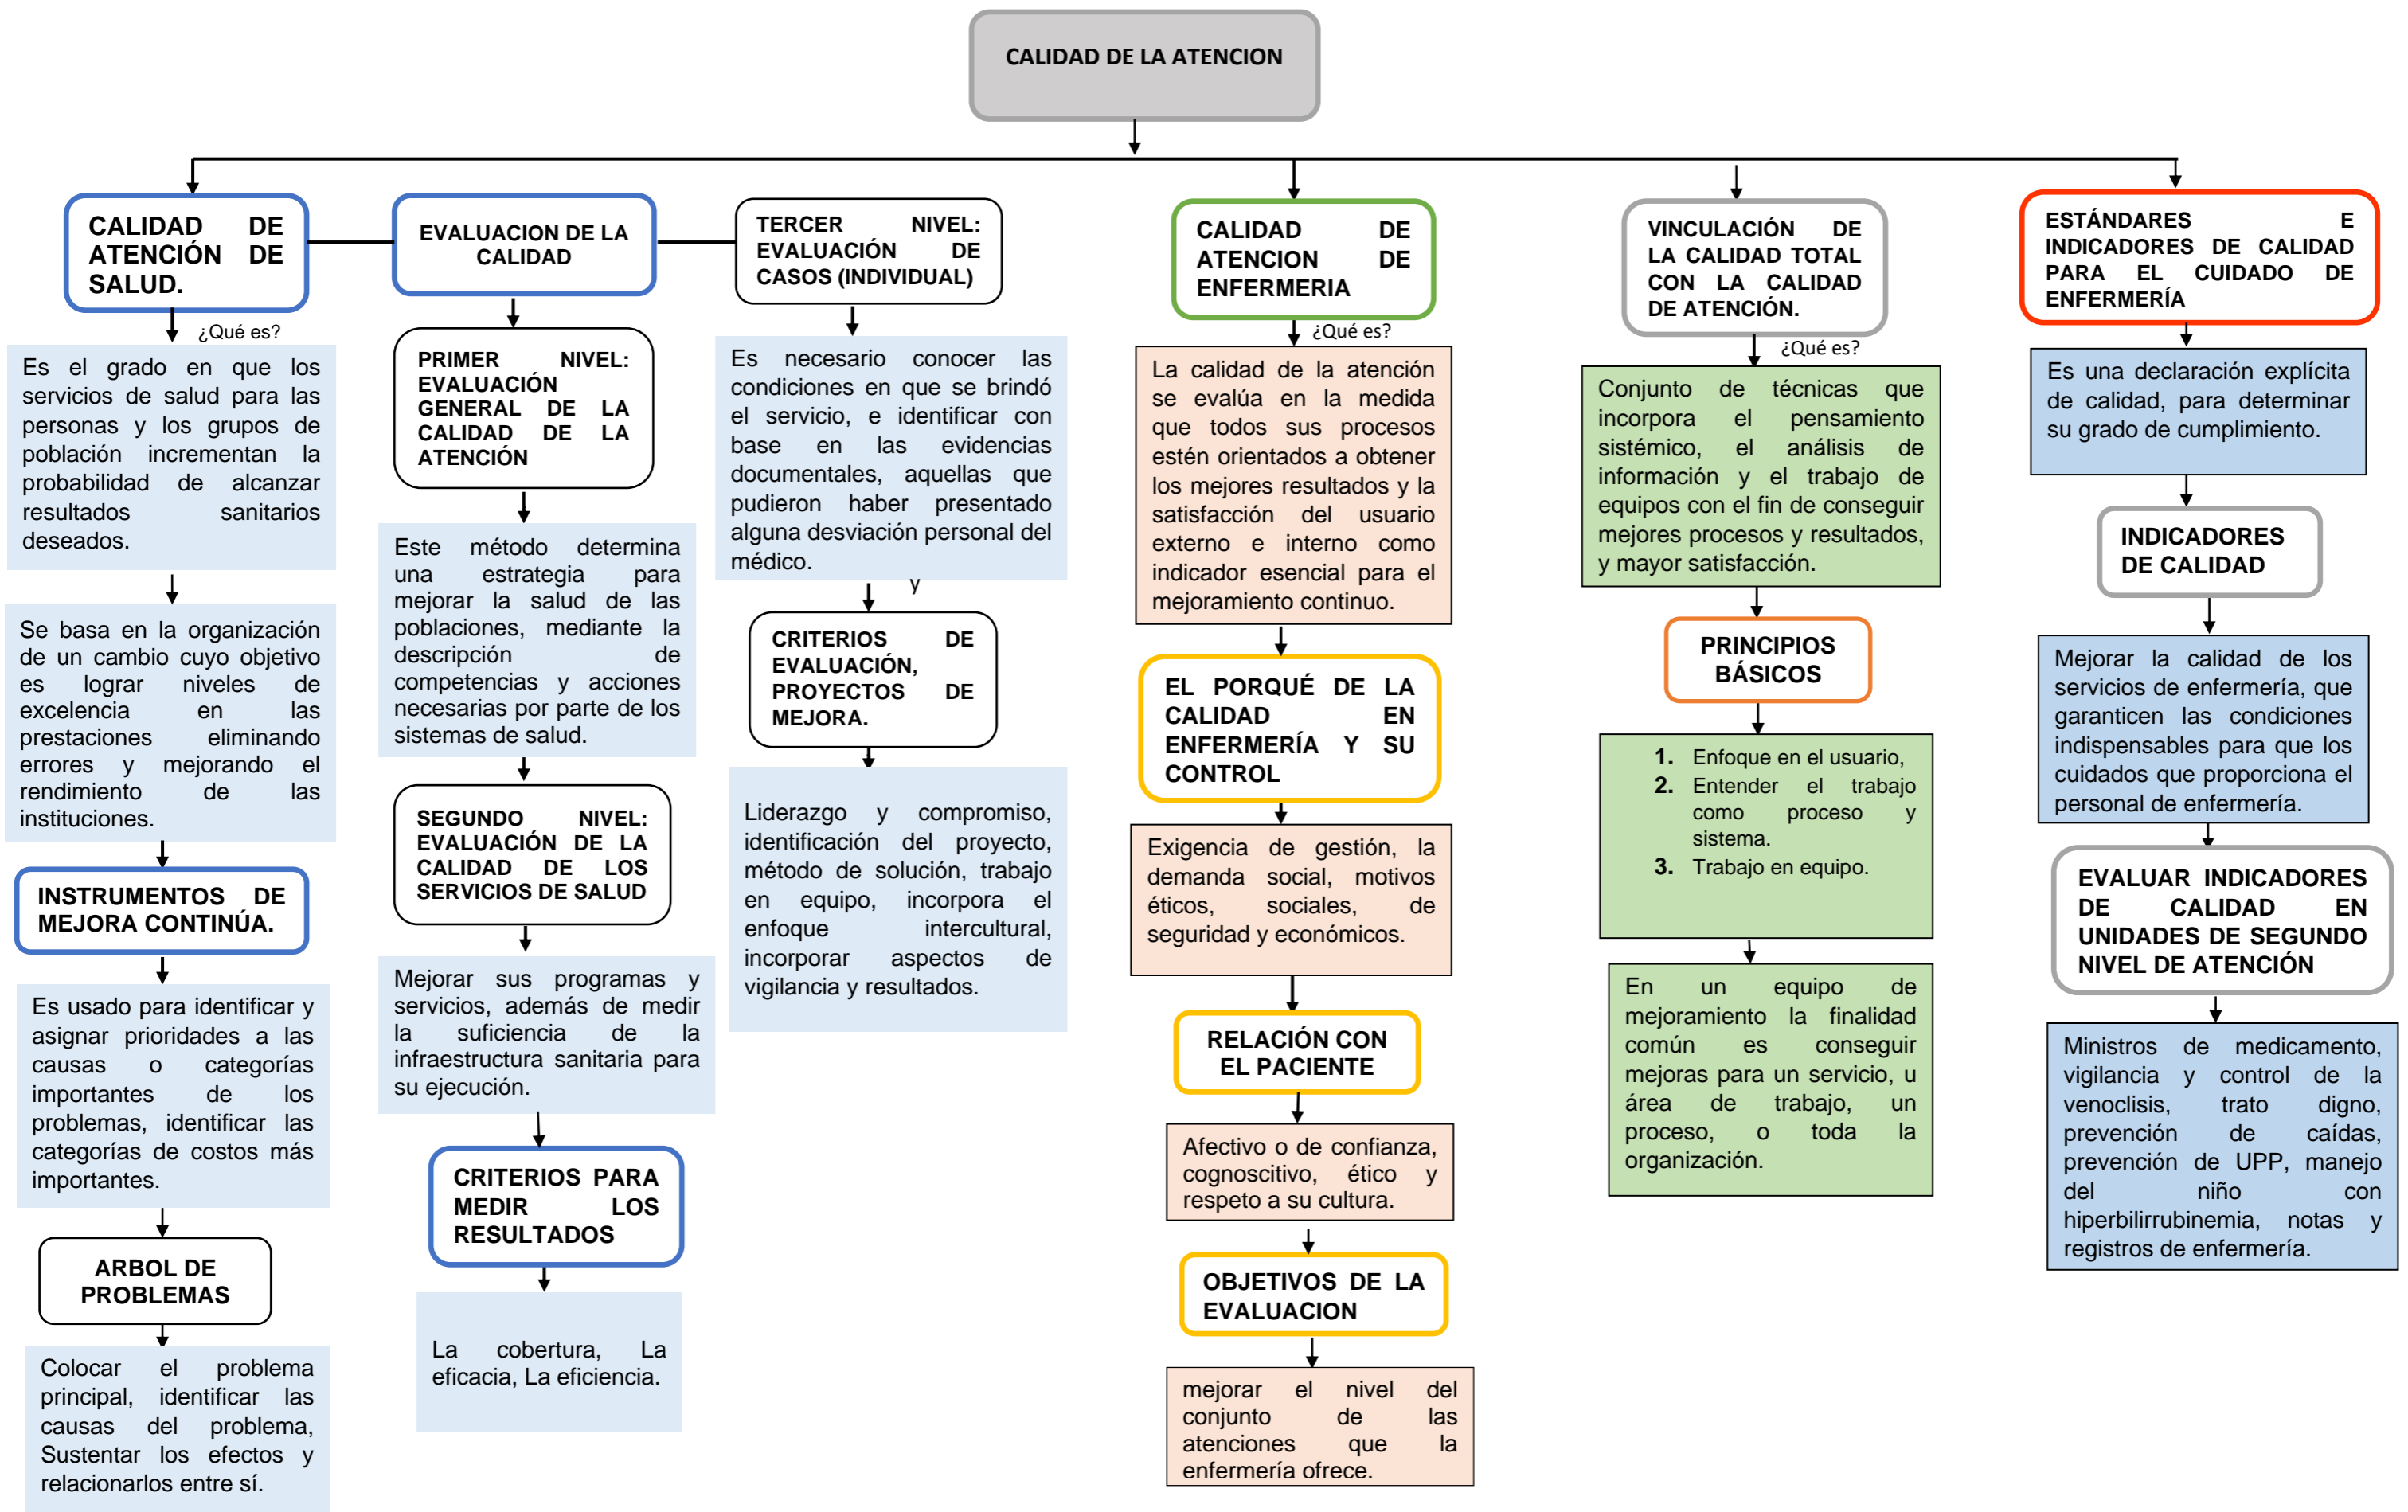 CALIDAD DE LA ATENCION
CALIDAD DE
ATENCIÓN DE
SALUD.
¿Qué es?
Es el grado en que los
servicios de salud para las
personas y los grupos de
población incrementan la
probabilidad de alcanzar
resultados sanitarios
deseados.
Se basa en la organización
de un cambio cuyo objetivo
es lograr niveles de
excelencia en las
prestaciones eliminando
errores y mejorando el
rendimiento de las
instituciones.
INSTRUMENTOS DE
MEJORA CONTINÚA.
Es usado para identificar y
asignar prioridades a las
causas o categorías
importantes de los
problemas, identificar las
categorías de costos más
importantes.
ARBOL DE
PROBLEMAS
Colocar el problema
principal, identificar las
causas del problema,
Sustentar los efectos y
relacionarlos entre sí.
EVALUACION DE LA
CALIDAD
PRIMER NIVEL:
EVALUACIÓN
GENERAL DE LA
CALIDAD DE LA
ATENCIÓN
Este método determina
una estrategia para
mejorar la salud de las
poblaciones, mediante la
descripción de
competencias y acciones
necesarias por parte de los
sistemas de salud.
SEGUNDO NIVEL:
EVALUACIÓN DE LA
CALIDAD DE LOS
SERVICIOS DE SALUD
Mejorar sus programas y
servicios, además de medir
la suficiencia de la
infraestructura sanitaria para
su ejecución.
CRITERIOS PARA
MEDIR LOS
RESULTADOS
La cobertura, La
eficacia, La eficiencia.
TERCER NIVEL:
EVALUACIÓN DE
CASOS (INDIVIDUAL)
Es necesario conocer las
condiciones en que se brindó
el servicio, e identificar con
base en las evidencias
documentales, aquellas que
pudieron haber presentado
alguna desviación personal del
médico.
y
CRITERIOS DE
EVALUACIÓN,
PROYECTOS DE
MEJORA.
Liderazgo y compromiso,
identificación del proyecto,
método de solución, trabajo
en equipo, incorpora el
enfoque intercultural,
incorporar aspectos de
vigilancia y resultados.
CALIDAD DE
ATENCION DE
ENFERMERIA
¿Qué es?
La calidad de la atención
se evalúa en la medida
que todos sus procesos
estén orientados a obtener
los mejores resultados y la
satisfacción del usuario
externo e interno como
indicador esencial para el
mejoramiento continuo.
EL PORQUÉ DE LA
CALIDAD EN
ENFERMERÍA Y SU
CONTROL
Exigencia de gestión, la
demanda social, motivos
éticos, sociales, de
seguridad y económicos.
RELACIÓN CON
EL PACIENTE
Afectivo o de confianza,
cognoscitivo, ético y
respeto a su cultura.
OBJETIVOS DE LA
EVALUACION
mejorar el nivel del
conjunto de las
atenciones que la
enfermería ofrece.
VINCULACIÓN DE
LA CALIDAD TOTAL
CON LA CALIDAD
DE ATENCIÓN.
¿Qué es?
Conjunto de técnicas que
incorpora el pensamiento
sistémico, el análisis de
información y el trabajo de
equipos con el fin de conseguir
mejores procesos y resultados,
y mayor satisfacción.
PRINCIPIOS
BÁSICOS
1. Enfoque en el usuario,
2. Entender el trabajo
como proceso y
sistema.
3. Trabajo en equipo.
En un equipo de
mejoramiento la finalidad
común es conseguir
mejoras para un servicio, u
área de trabajo, un
proceso, o toda la
organización.
ESTÁNDARES E
INDICADORES DE CALIDAD
PARA EL CUIDADO DE
ENFERMERÍA
Es una declaración explícita
de calidad, para determinar
su grado de cumplimiento.
INDICADORES
DE CALIDAD
Mejorar la calidad de los
servicios de enfermería, que
garanticen las condiciones
indispensables para que los
cuidados que proporciona el
personal de enfermería.
EVALUAR INDICADORES
DE CALIDAD EN
UNIDADES DE SEGUNDO
NIVEL DE ATENCIÓN
Ministros de medicamento,
vigilancia y control de la
venoclisis, trato digno,
prevención de caídas,
prevención de UPP, manejo
del niño con
hiperbilirrubinemia, notas y
registros de enfermería.